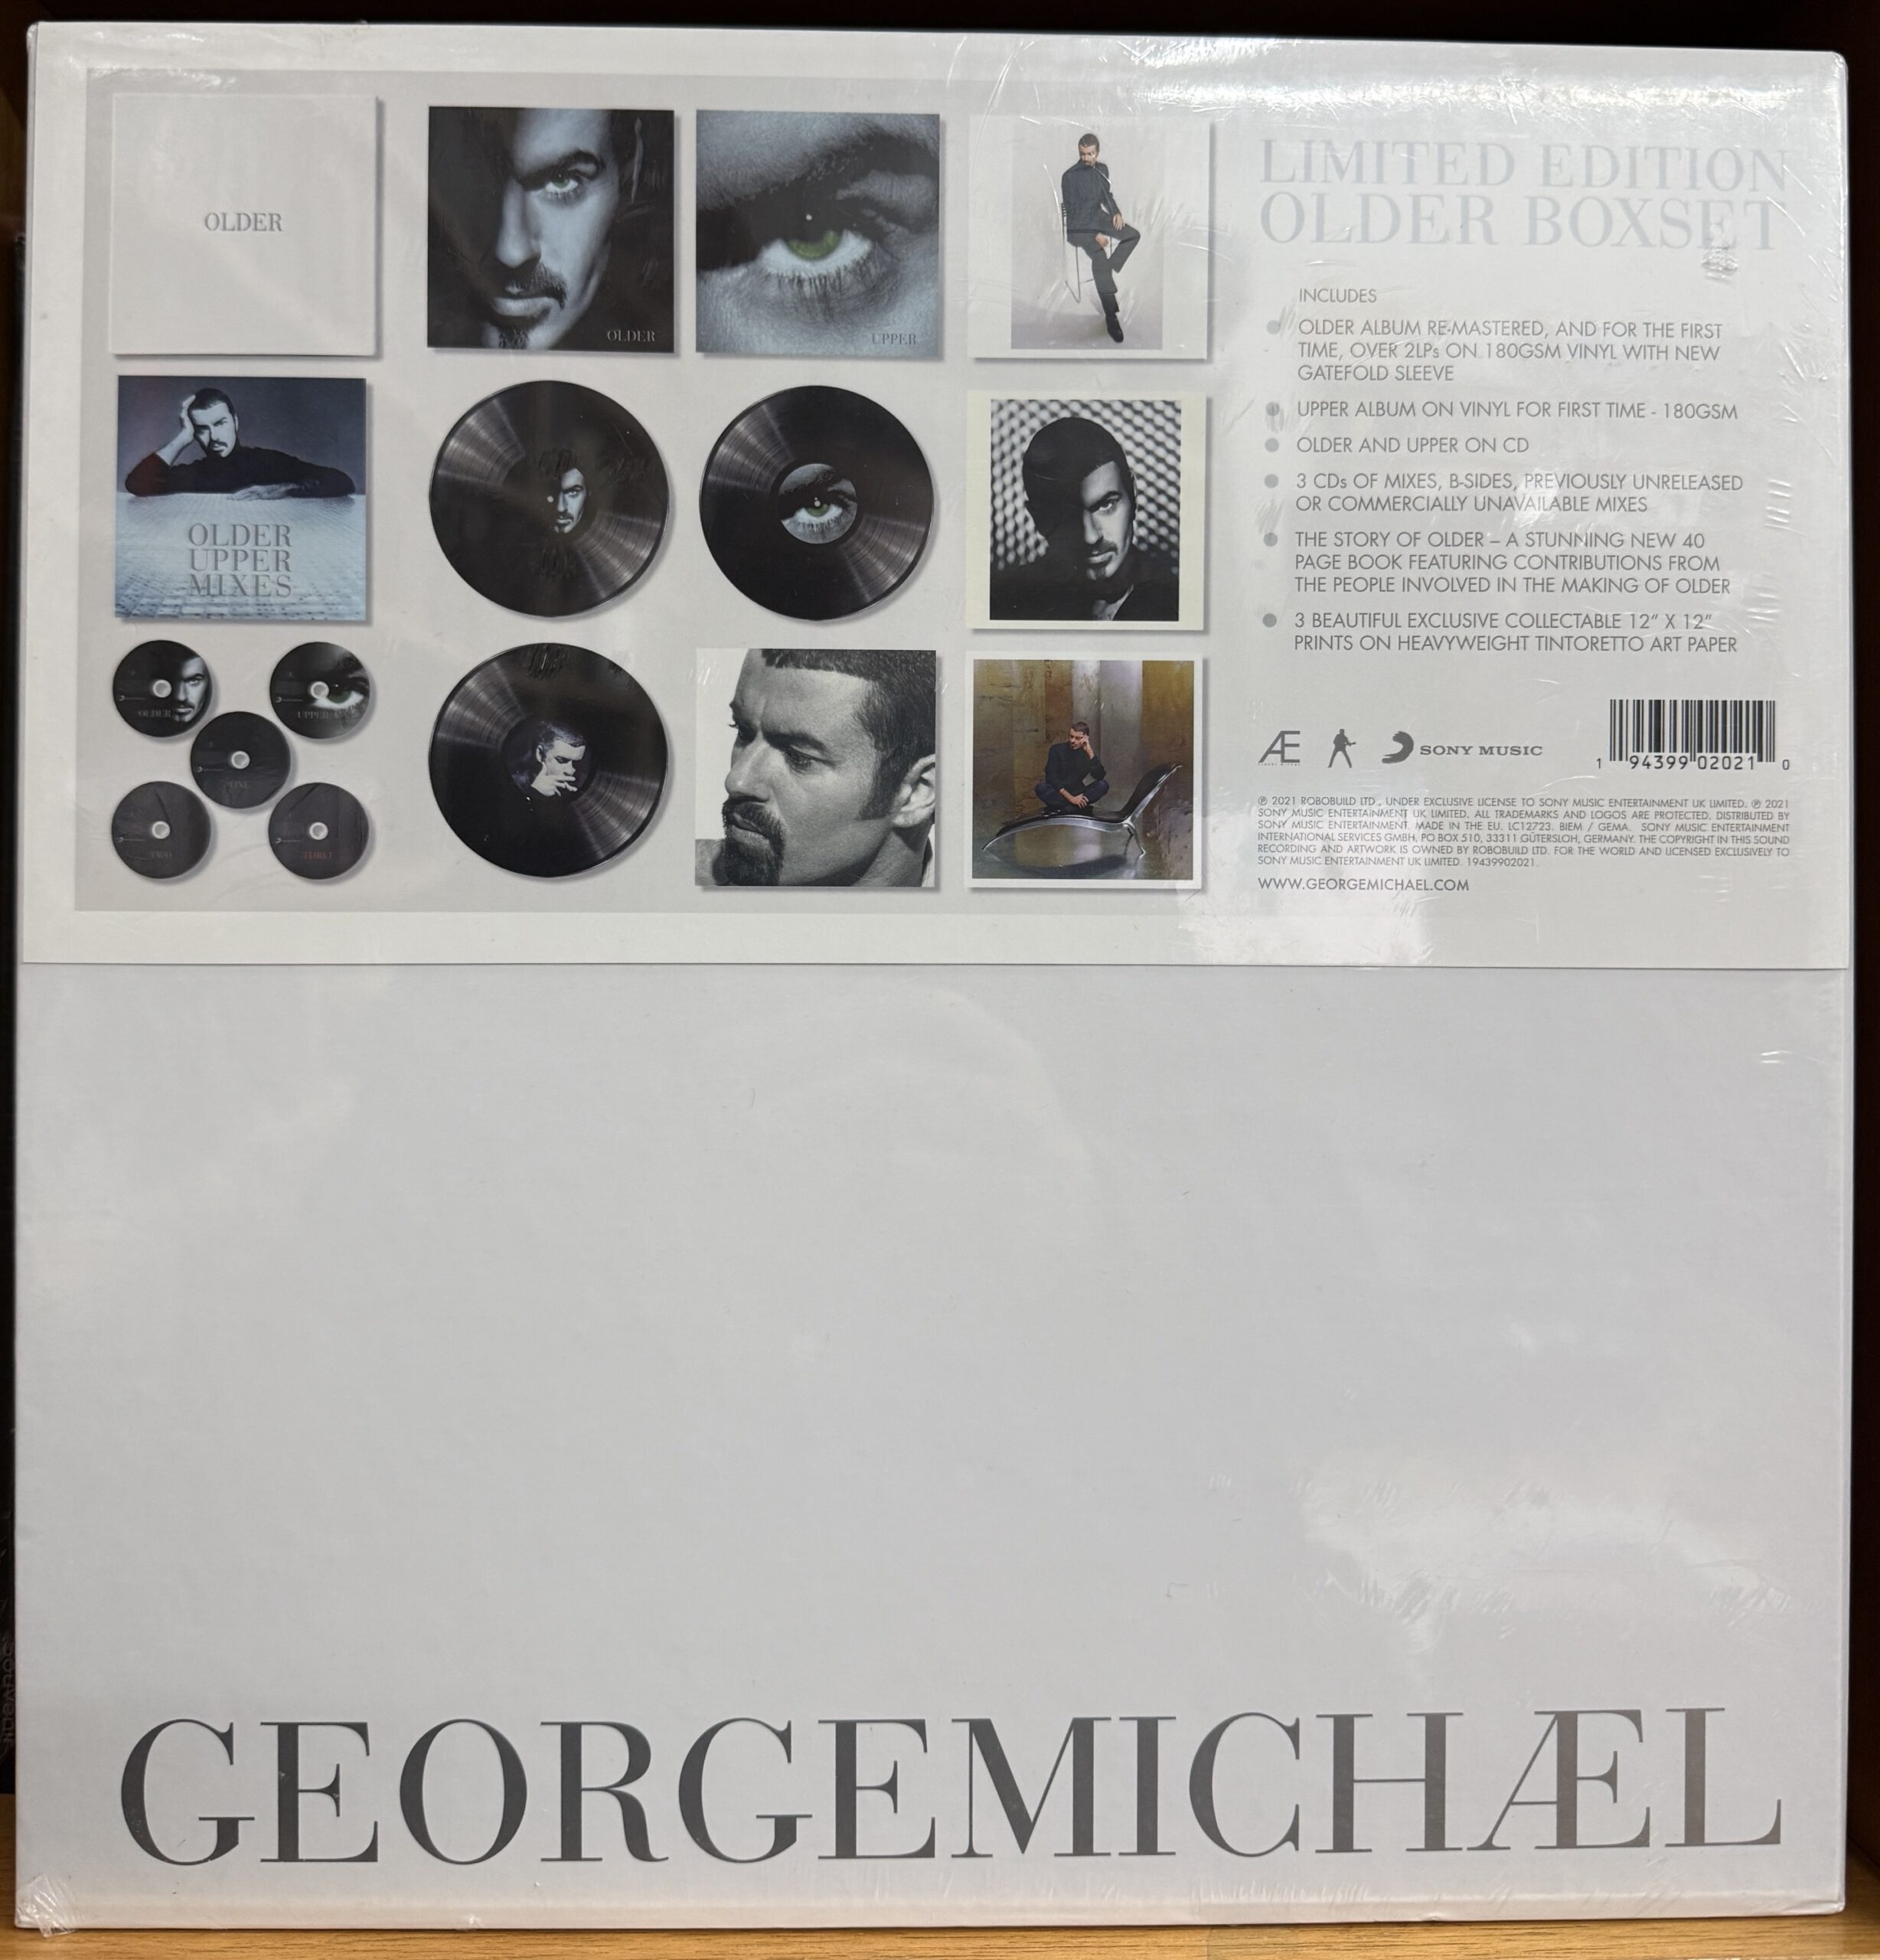 OLDER
OLDER
UPPER
LIMITED EDITION
OLDER BOXSET
INCLUDES
OLDER ALBUM RE-MASTERED, AND FOR THE FIRST
TIME, OVER 2LPs ON 180GSM VINYL WITH NEW
GATEFOLD SLEEVE
UPPER ALBUM ON VINYL FOR FIRST TIME - 180GSM
OLDER AND UPPER ON CD
3 CDs OF MIXES, B-SIDES, PREVIOUSLY UNRELEASED
OR COMMERCIALLY UNAVAILABLE MIXES
THE STORY OF OLDER – A STUNNING NEW 40
PAGE BOOK FEATURING CONTRIBUTIONS FROM
THE PEOPLE INVOLVED IN THE MAKING OF OLDER
3 BEAUTIFUL EXCLUSIVE COLLECTABLE 12" X 12"
PRINTS ON HEAVYWEIGHT TINTORETTO ART PAPER
OLDER
UPPER
MIXES
OLDER
UPPER
ONE
TWO
THREE
Æ
SONY MUSIC
1 94399 02021 0
℗ 2021 ROBOBUILD LTD., UNDER EXCLUSIVE LICENSE TO SONY MUSIC ENTERTAINMENT UK LIMITED. ℗ 2021
SONY MUSIC ENTERTAINMENT UK LIMITED. ALL TRADEMARKS AND LOGOS ARE PROTECTED. DISTRIBUTED BY
SONY MUSIC ENTERTAINMENT. MADE IN THE EU. LC12723. BIEM / GEMA. SONY MUSIC ENTERTAINMENT
INTERNATIONAL SERVICES GMBH, PO BOX 510, 33311 GÜTERSLOH, GERMANY. THE COPYRIGHT IN THIS SOUND
RECORDING AND ARTWORK IS OWNED BY ROBOBUILD LTD. FOR THE WORLD AND LICENSED EXCLUSIVELY TO
SONY MUSIC ENTERTAINMENT UK LIMITED. 19439902021.
WWW.GEORGEMICHAEL.COM
GEORGEMICHÆL